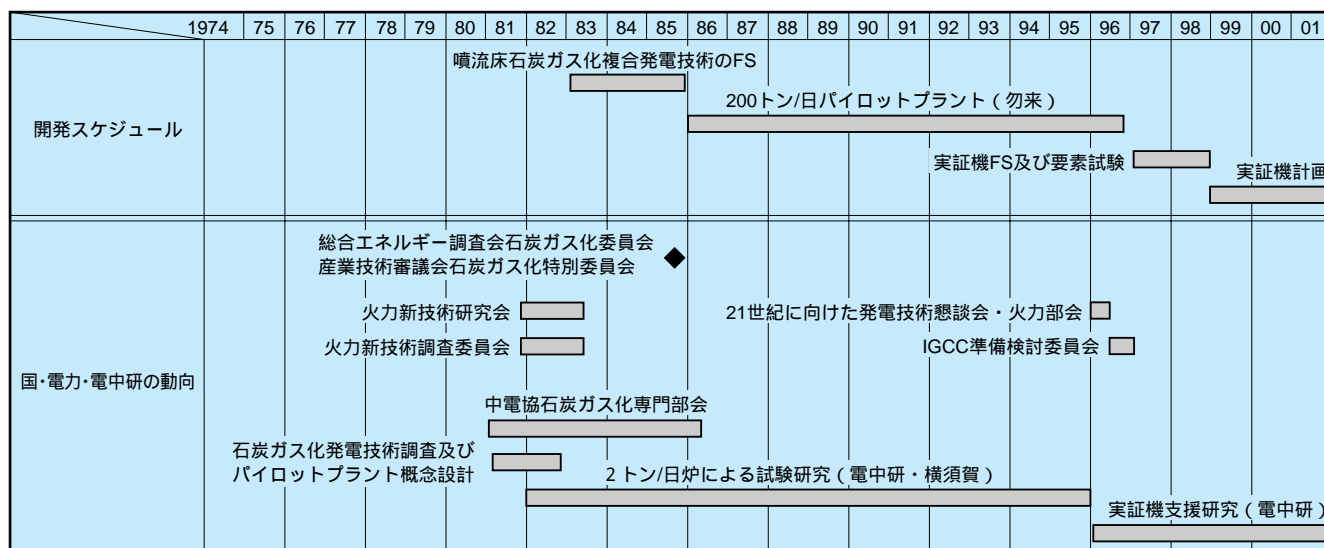 1974 75 76 77 78 79 80 81 82 83 84 85 86 87 88 89 90 91 92 93 94 95 96 97 98 99 00 01
開発スケジュール
噴流床石炭ガス化複合発電技術のFS
200トン/日パイロットプラント（勿来）
実証機FS及び要素試験
実証機計画
国・電力・電中研の動向
総合エネルギー調査会石炭ガス化委員会
産業技術審議会石炭ガス化特別委員会
火力新技術研究会
21世紀に向けた発電技術懇談会・火力部会
火力新技術調査委員会
IGCC準備検討委員会
中電協石炭ガス化専門部会
石炭ガス化発電技術調査及び
パイロットプラント概念設計
2トン/日炉による試験研究（電中研・横須賀）
実証機支援研究（電中研）